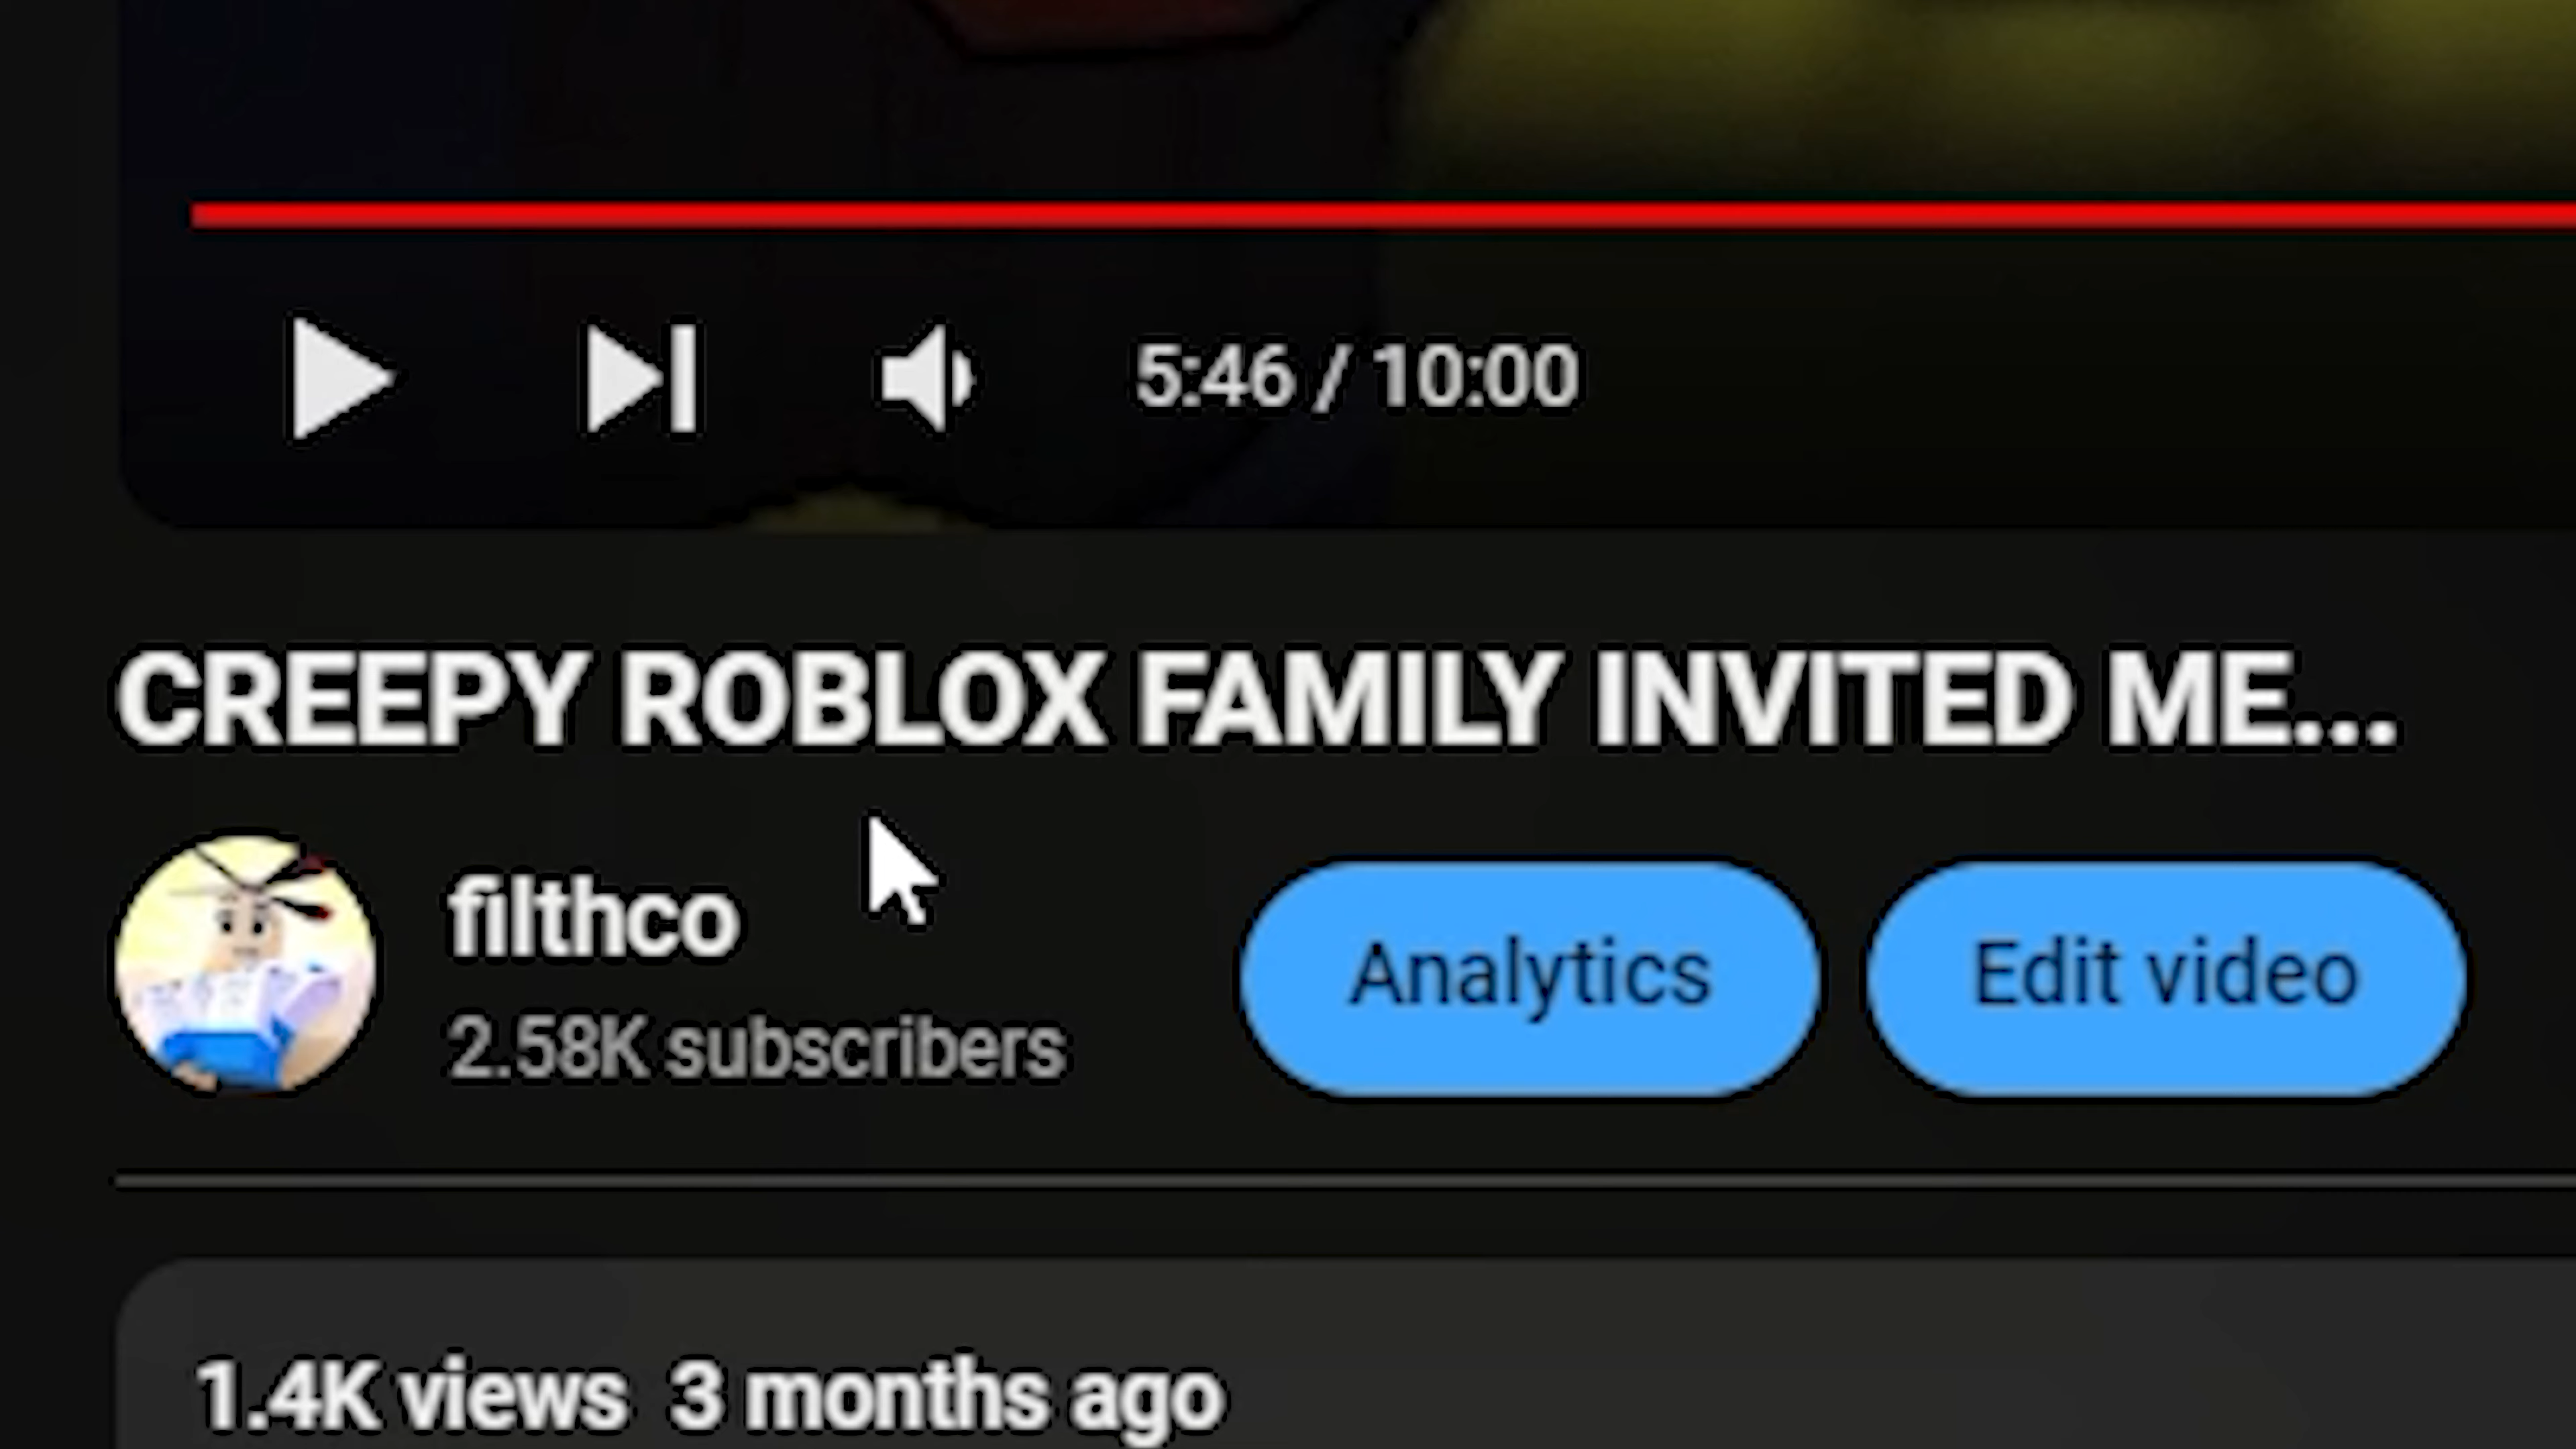 5:46 / 10:00
CREEPY ROBLOX FAMILY INVITED ME...
filthco
2.58K subscribers
Analytics
Edit video
1.4K views 3 months ago